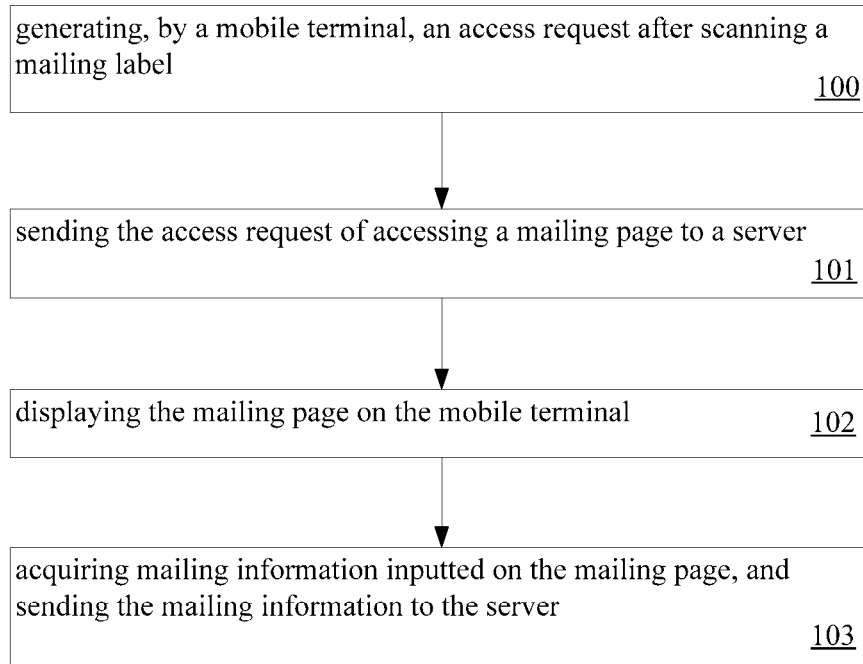 generating, by a mobile terminal, an access request after scanning a
mailing label
100
sending the access request of accessing a mailing page to a server
101
displaying the mailing page on the mobile terminal
102
acquiring mailing information inputted on the mailing page, and
sending the mailing information to the server
103